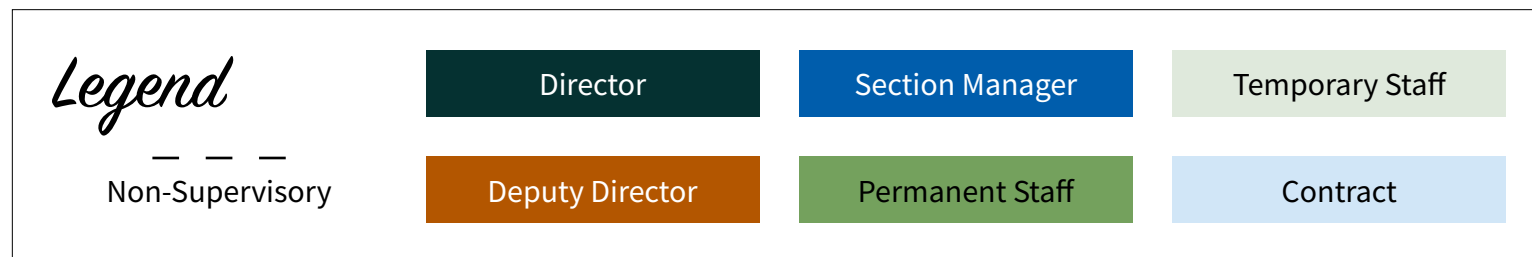 Legend
Director
Section Manager
Temporary Staff
Non-Supervisory
Deputy Director
Permanent Staff
Contract